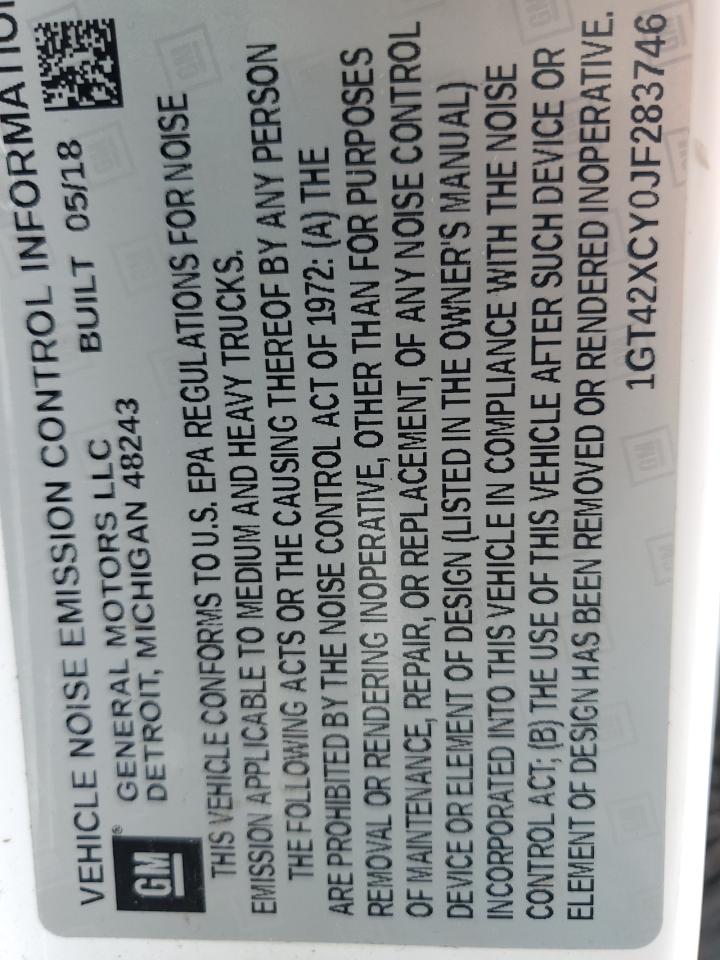 VEHICLE NOISE EMISSION CONTROL INFORMATION
GM®
GENERAL MOTORS LLC BUILT 05/18
DETROIT, MICHIGAN 48243
THIS VEHICLE CONFORMS TO U.S. EPA REGULATIONS FOR NOISE
EMISSION APPLICABLE TO MEDIUM AND HEAVY TRUCKS.
THE FOLLOWING ACTS OR THE CAUSING THEREOF BY ANY PERSON
ARE PROHIBITED BY THE NOISE CONTROL ACT OF 1972: (A) THE
REMOVAL OR RENDERING INOPERATIVE, OTHER THAN FOR PURPOSES
OF MAINTENANCE, REPAIR, OR REPLACEMENT, OF ANY NOISE CONTROL
DEVICE OR ELEMENT OF DESIGN (LISTED IN THE OWNER'S MANUAL)
INCORPORATED INTO THIS VEHICLE IN COMPLIANCE WITH THE NOISE
CONTROL ACT; (B) THE USE OF THIS VEHICLE AFTER SUCH DEVICE OR
ELEMENT OF DESIGN HAS BEEN REMOVED OR RENDERED INOPERATIVE.
1GT42XCY0JF283746